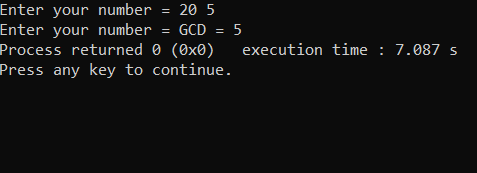 Enter your number = 20 5
Enter your number = GCD = 5
Process returned 0 (0x0)   execution time : 7.087 s
Press any key to continue.